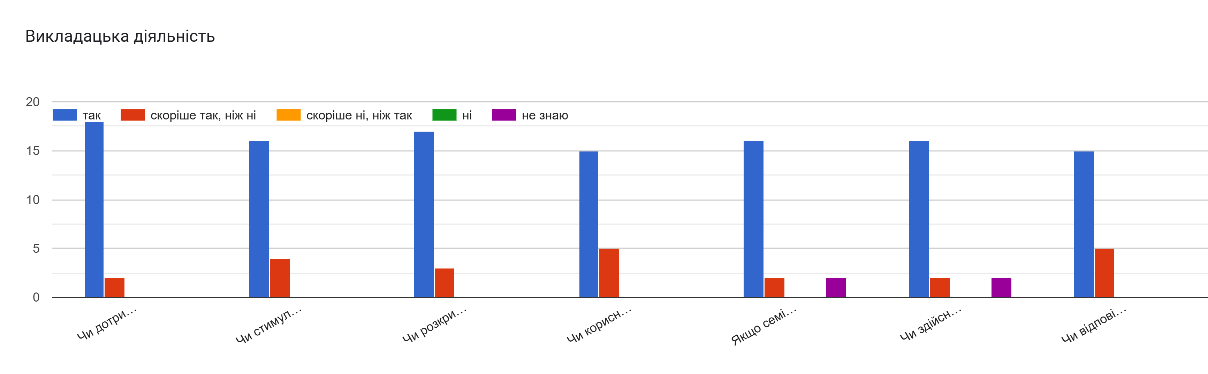 Викладацька діяльність
20
так
скоріше так, ніж ні
скоріше ні, ніж так
ні
не знаю
15
10
5
0
Чи дотри…
Чи стимул…
Чи розкри…
Чи корисн…
Якщо семі…
Чи здійсн…
Чи відпові…